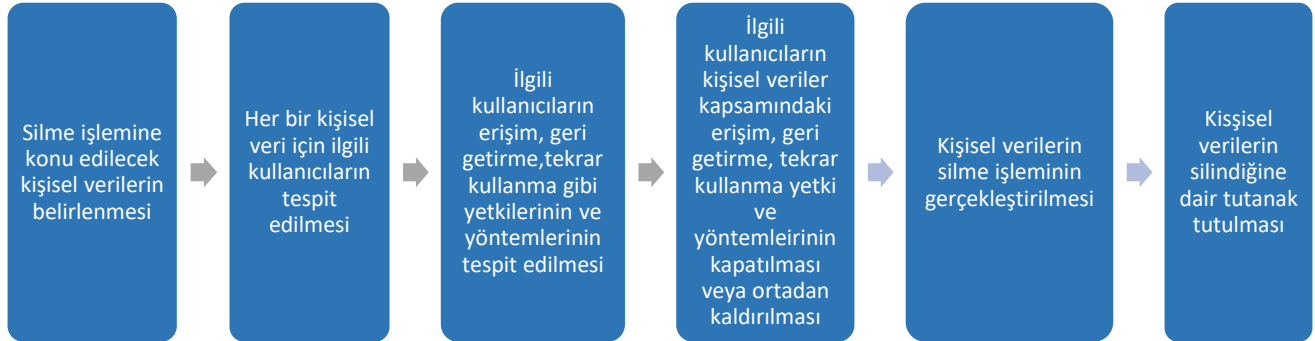 Silme işlemine
konu edilecek
kişisel verilerin
belirlenmesi
Her bir kişisel
veri için ilgili
kullanıcıların
tespit
edilmesi
İlgili
kullanıcıların
erişim, geri
getirme,tekrar
kullanma gibi
yetkilerinin ve
yöntemlerinin
tespit edilmesi
İlgili
kullanıcıların
kişisel veriler
kapsamındaki
erişim, geri
getirme, tekrar
kullanma yetki
ve
yöntemleirinin
kapatılması
veya ortadan
kaldırılması
Kişisel verilerin
silme işleminin
gerçekleştirilmesi
Kisşisel
verilerin
silindiğine
dair tutanak
tutulması